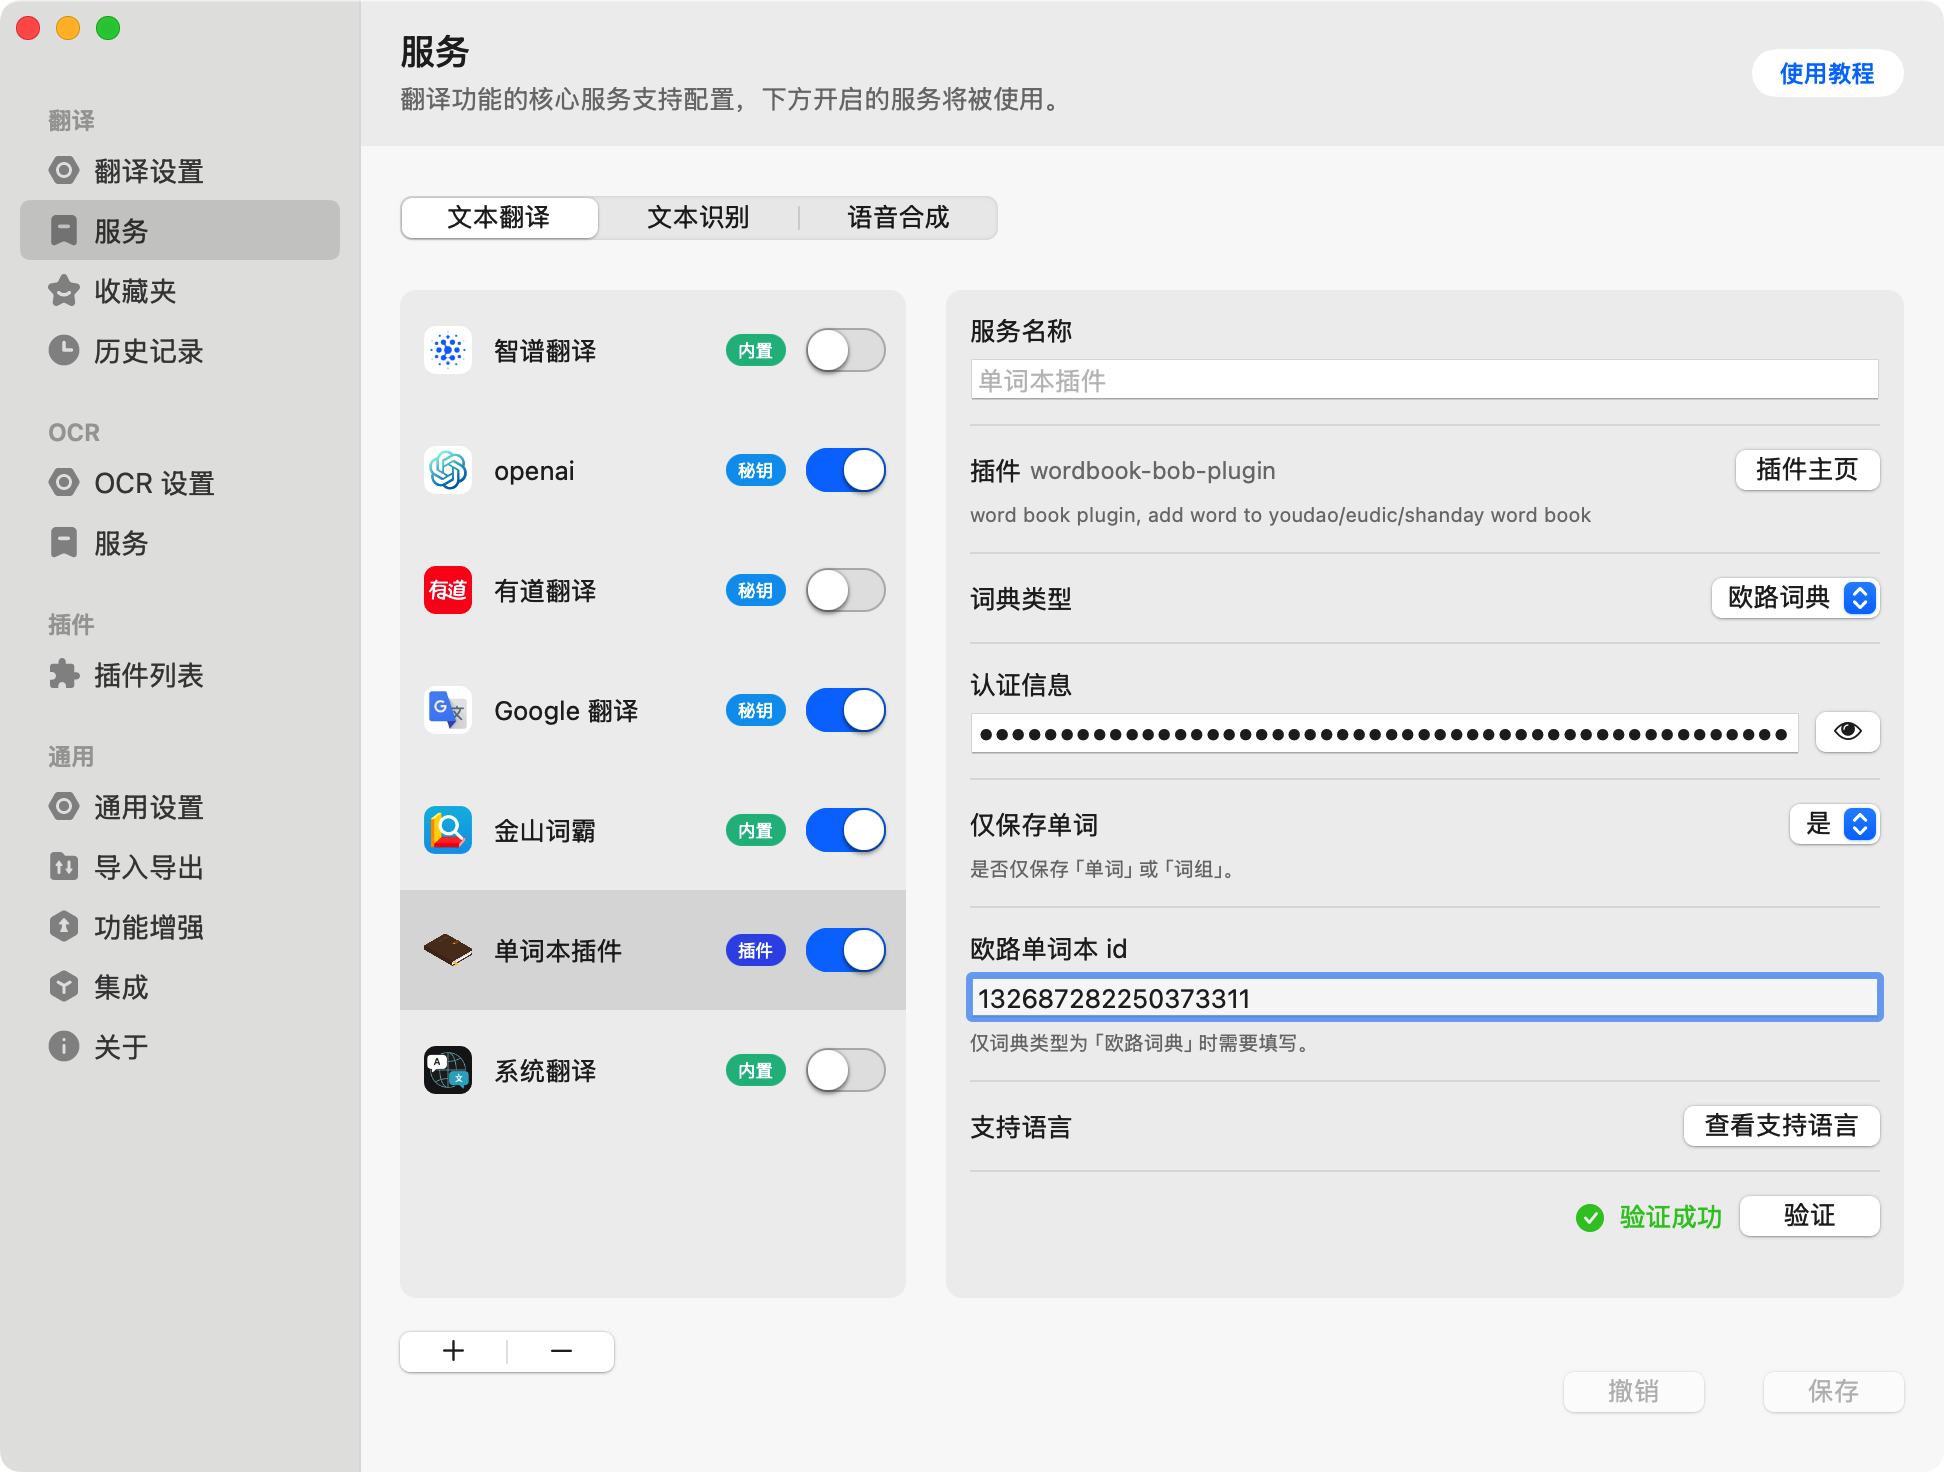 翻译
翻译设置
服务
收藏夹
历史记录
OCR
OCR 设置
服务
插件
插件列表
通用
通用设置
导入导出
功能增强
集成
关于
服务
翻译功能的核心服务支持配置，下方开启的服务将被使用。
使用教程
文本翻译
文本识别
语音合成
智谱翻译
内置
openai
秘钥
有道
有道翻译
秘钥
G 文
Google 翻译
秘钥
金山词霸
内置
单词本插件
插件
A 文
系统翻译
内置
服务名称
单词本插件
插件 wordbook-bob-plugin
插件主页
word book plugin, add word to youdao/eudic/shanday word book
词典类型
欧路词典
认证信息
仅保存单词
是
是否仅保存「单词」或「词组」。
欧路单词本 id
132687282250373311
仅词典类型为「欧路词典」时需要填写。
支持语言
查看支持语言
验证成功
验证
撤销
保存